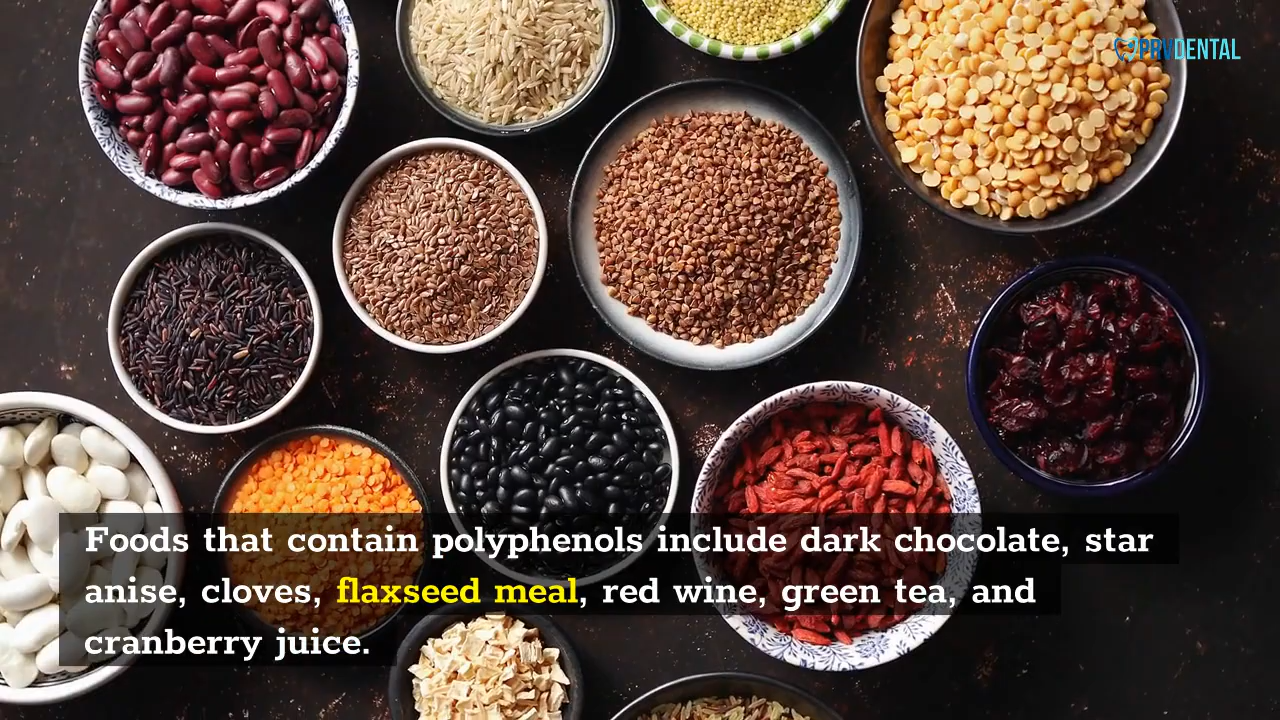 PRVDENTAL
Foods that contain polyphenols include dark chocolate, star
anise, cloves, flaxseed meal, red wine, green tea, and
cranberry juice.